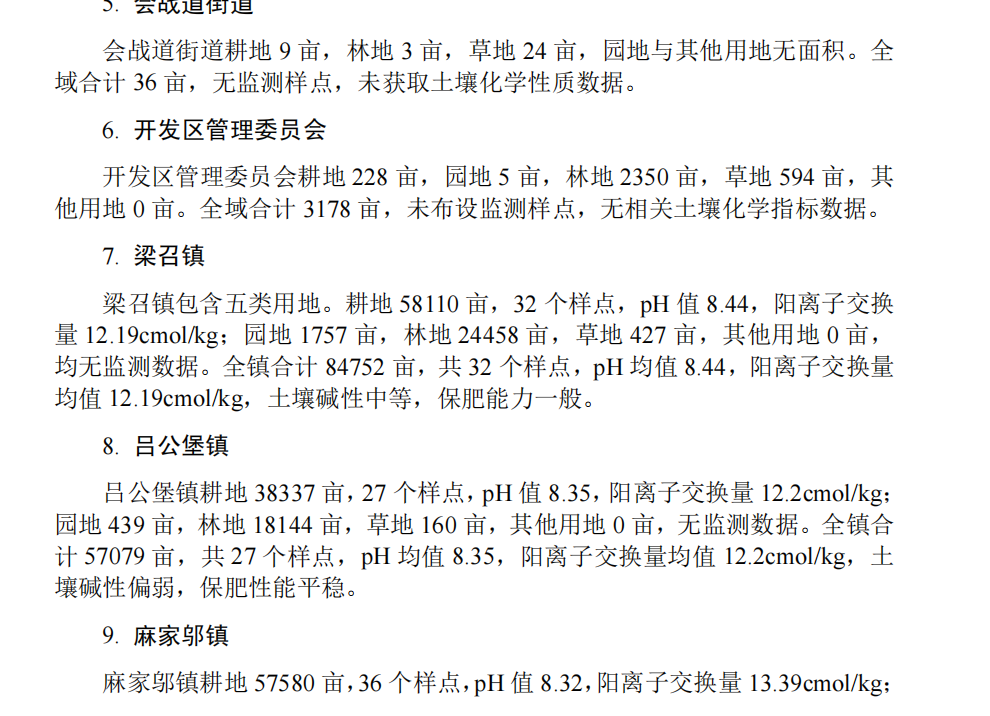 5. 会战道街道
会战道街道耕地 9 亩，林地 3 亩，草地 24 亩，园地与其他用地无面积。全
域合计 36 亩，无监测样点，未获取土壤化学性质数据。
6. 开发区管理委员会
开发区管理委员会耕地 228 亩，园地 5 亩，林地 2350 亩，草地 594 亩，其
他用地 0 亩。全域合计 3178 亩，未布设监测样点，无相关土壤化学指标数据。
7. 梁召镇
梁召镇包含五类用地。耕地 58110 亩，32 个样点，pH 值 8.44，阳离子交换
量 12.19cmol/kg；园地 1757 亩，林地 24458 亩，草地 427 亩，其他用地 0 亩，
均无监测数据。全镇合计 84752 亩，共 32 个样点，pH 均值 8.44，阳离子交换量
均值 12.19cmol/kg，土壤碱性中等，保肥能力一般。
8. 吕公堡镇
吕公堡镇耕地 38337 亩，27 个样点，pH 值 8.35，阳离子交换量 12.2cmol/kg；
园地 439 亩，林地 18144 亩，草地 160 亩，其他用地 0 亩，无监测数据。全镇合
计 57079 亩，共 27 个样点，pH 均值 8.35，阳离子交换量均值 12.2cmol/kg，土
壤碱性偏弱，保肥性能平稳。
9. 麻家邬镇
麻家邬镇耕地 57580 亩，36 个样点，pH 值 8.32，阳离子交换量 13.39cmol/kg；